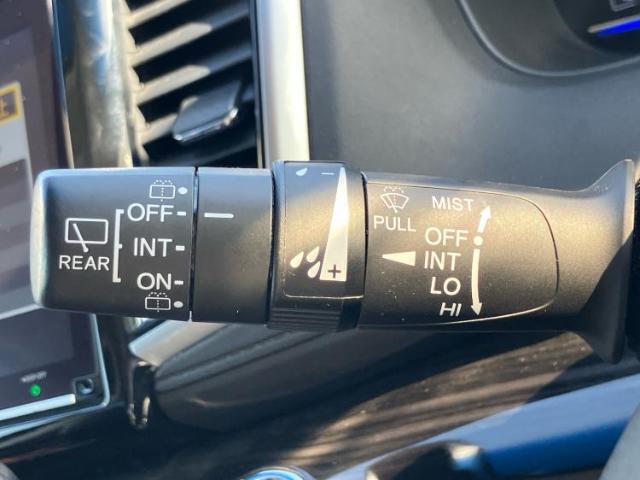 OFF
INT
ON
REAR
-
+
PULL
MIST
OFF
INT
LO
HI